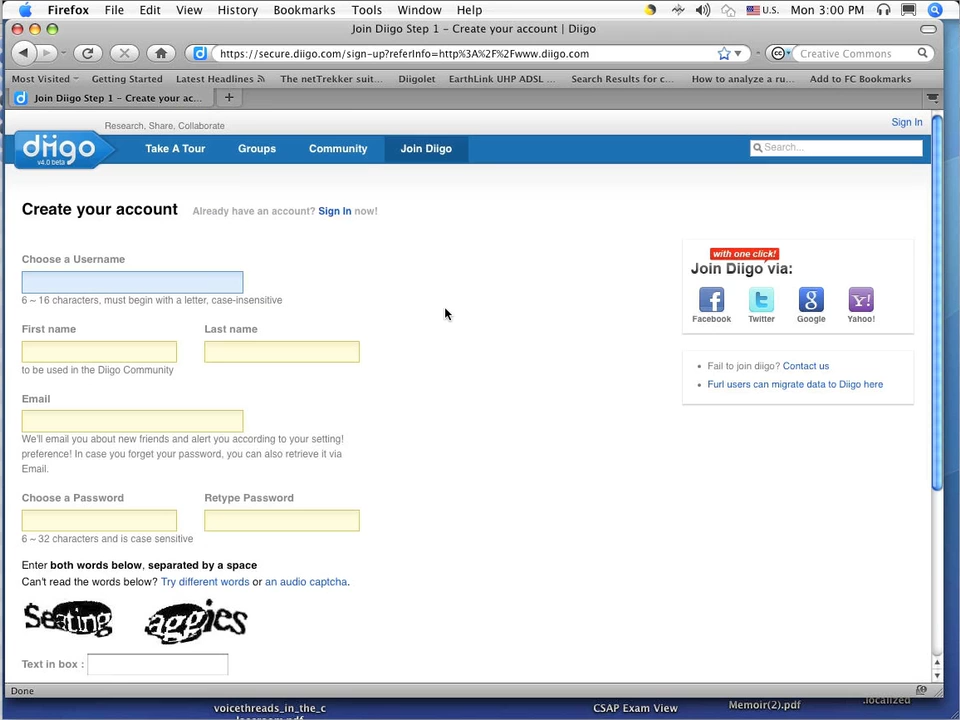 Firefox File Edit View History Bookmarks Tools Window Help U.S. Mon 3:00 PM
Join Diigo Step 1 – Create your account | Diigo
https://secure.diigo.com/sign-up?referInfo=http%3A%2F%2Fwww.diigo.com
cc Creative Commons
Most Visited Getting Started Latest Headlines The netTrekker suit... Diigolet EarthLink UHP ADSL ... Search Results for c... How to analyze a ru... Add to FC Bookmarks
d Join Diigo Step 1 – Create your ac... +
Research, Share, Collaborate
Sign In
diigo
v4.0 beta
Take A Tour Groups Community Join Diigo
Search...
Create your account Already have an account? Sign In now!
Choose a Username
6 ~ 16 characters, must begin with a letter, case-insensitive
First name Last name
to be used in the Diigo Community
Email
We'll email you about new friends and alert you according to your setting!
preference! In case you forget your password, you can also retrieve it via
Email.
Choose a Password Retype Password
6 ~ 32 characters and is case sensitive
Enter both words below, separated by a space
Can't read the words below? Try different words or an audio captcha.
Seating aggies
Text in box :
with one click!
Join Diigo via:
Facebook Twitter Google Yahoo!
• Fail to join diigo? Contact us
• Furl users can migrate data to Diigo here
Done
voicethreads_in_the_c
lassroom.pdf
CSAP Exam View
Memoir(2).pdf
.localized